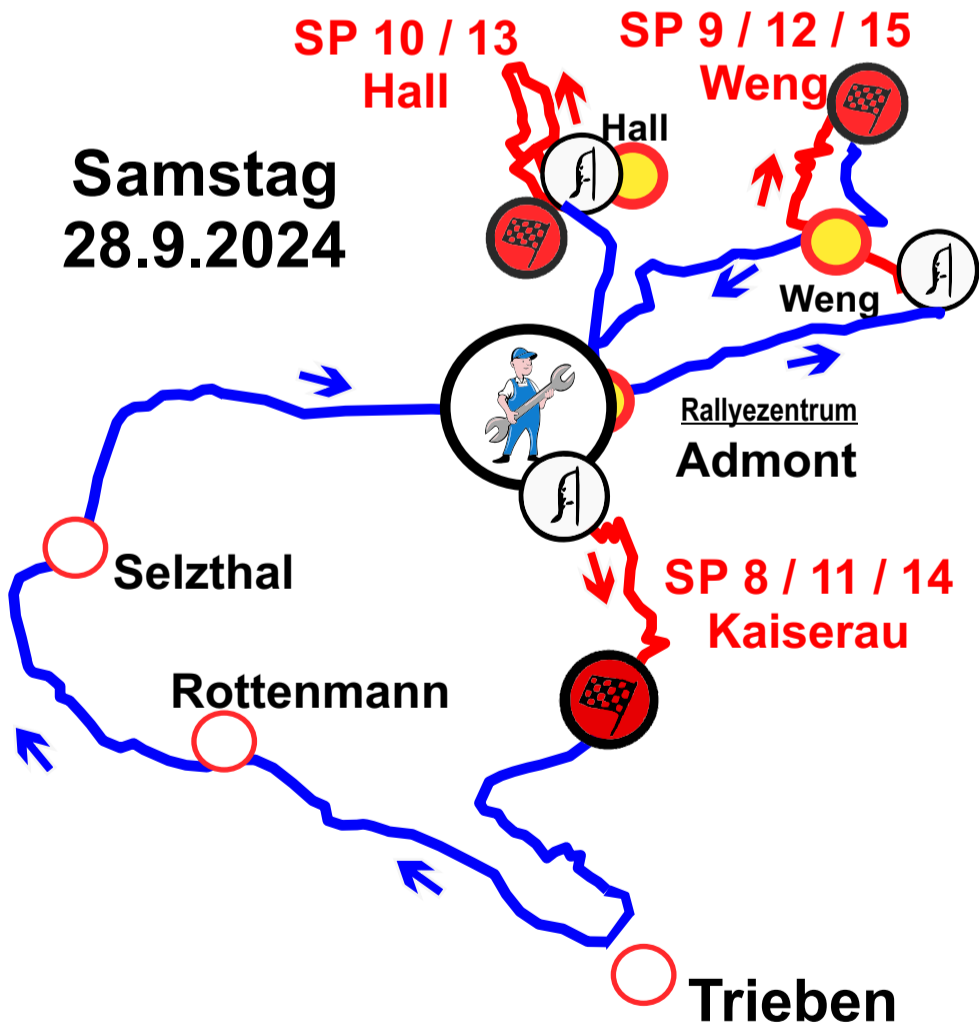 SP 10 / 13
Hall
SP 9 / 12 / 15
Weng
Hall
Samstag
28.9.2024
Weng
Rallyezentrum
Admont
Selzthal
SP 8 / 11 / 14
Kaiserau
Rottenmann
Trieben